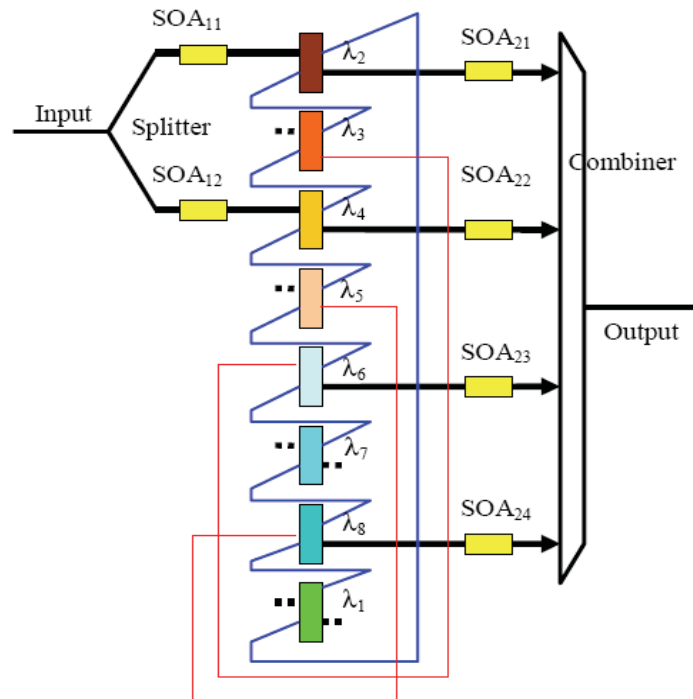 SOA₁₁
SOA₂₁
λ₂
Input
Splitter
λ₃
Combiner
SOA₁₂
SOA₂₂
λ₄
λ₅
Output
λ₆
SOA₂₃
λ₇
λ₈
SOA₂₄
λ₁